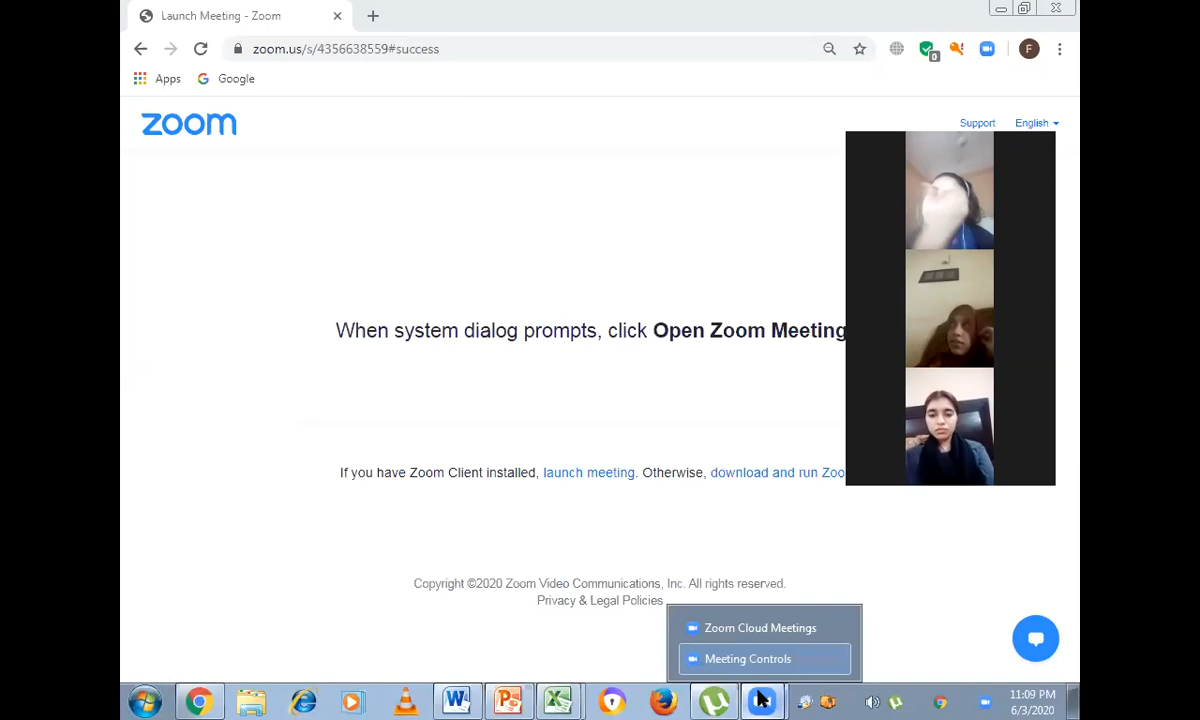 Launch Meeting - Zoom
zoom.us/s/4356638559#success
F
0
Apps
Google
zoom
Support
English
When system dialog prompts, click Open Zoom Meeting
If you have Zoom Client installed, launch meeting. Otherwise, download and run Zoo
Copyright ©2020 Zoom Video Communications, Inc. All rights reserved.
Privacy & Legal Policies
Zoom Cloud Meetings
Meeting Controls
11:09 PM
6/3/2020